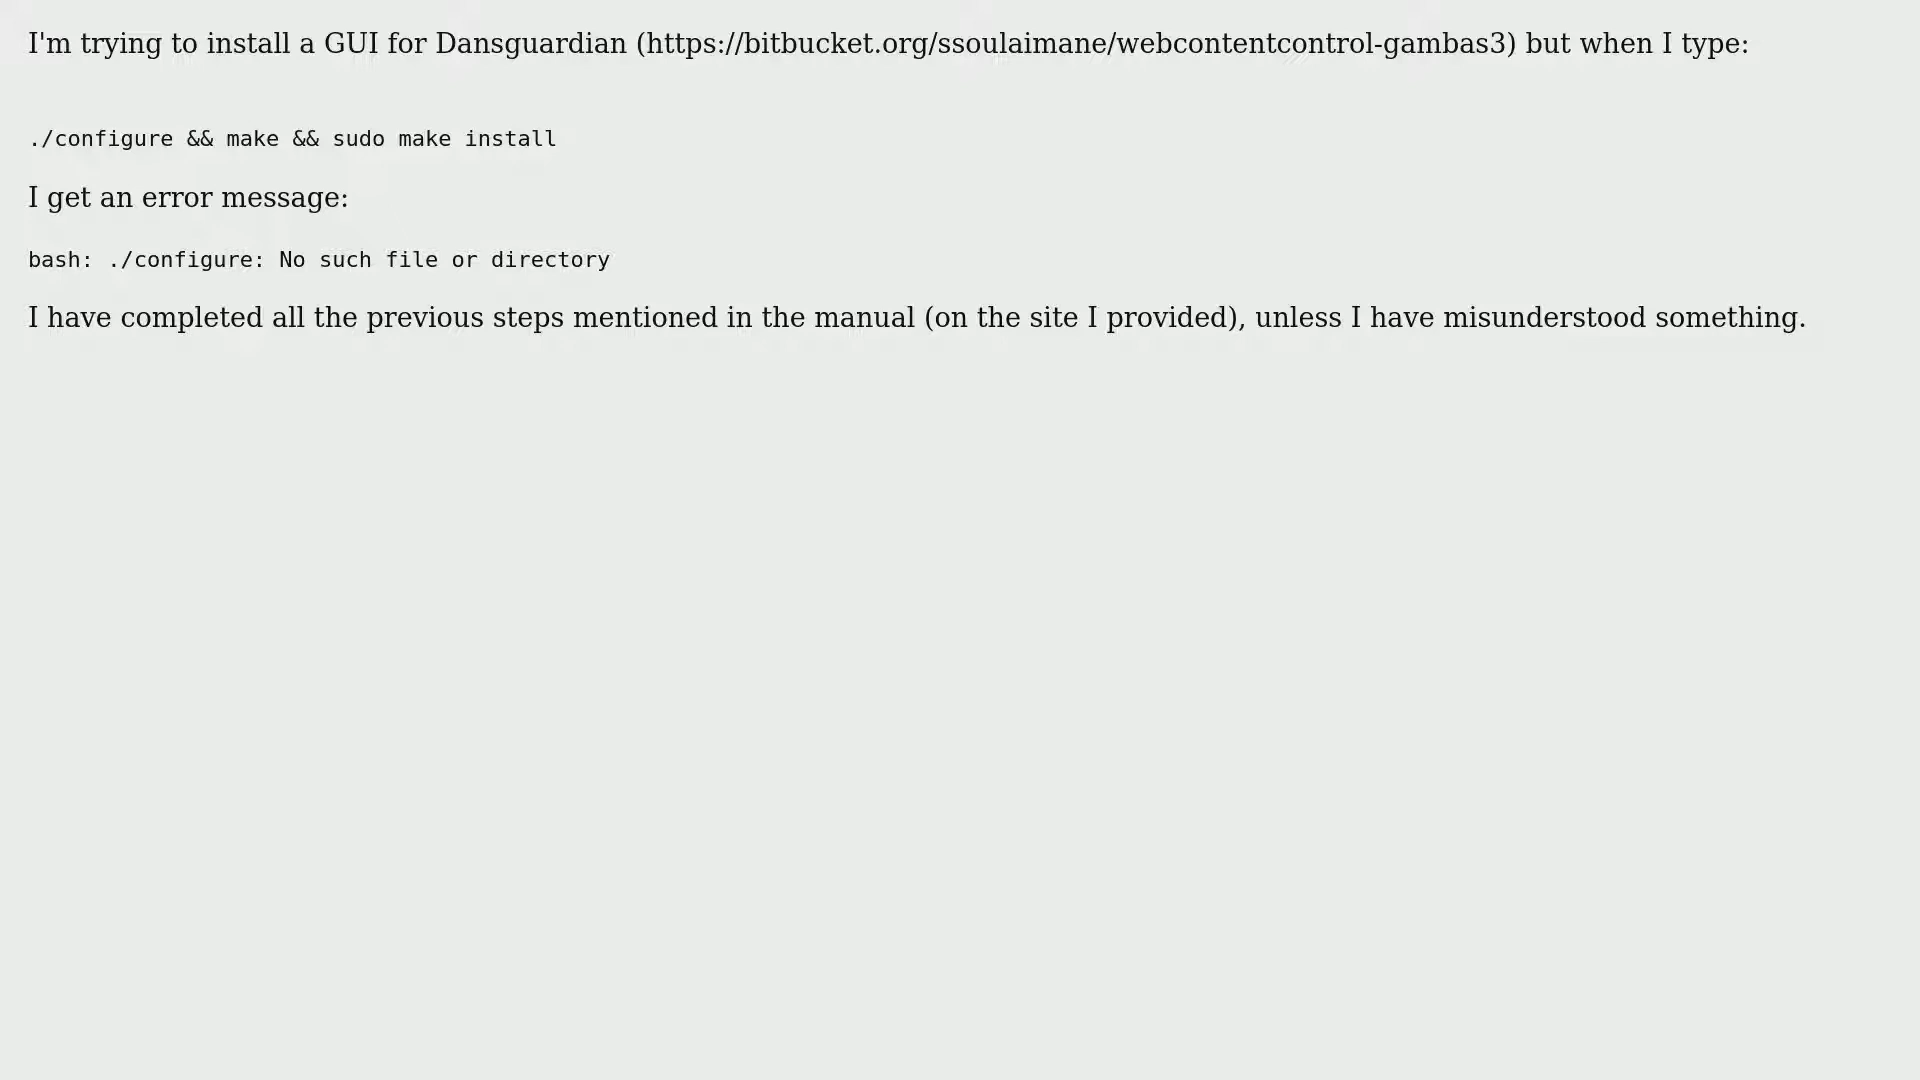 I'm trying to install a GUI for Dansguardian (https://bitbucket.org/ssoulaimane/webcontentcontrol-gambas3) but when I type:
./configure && make && sudo make install
I get an error message:
bash: ./configure: No such file or directory
I have completed all the previous steps mentioned in the manual (on the site I provided), unless I have misunderstood something.